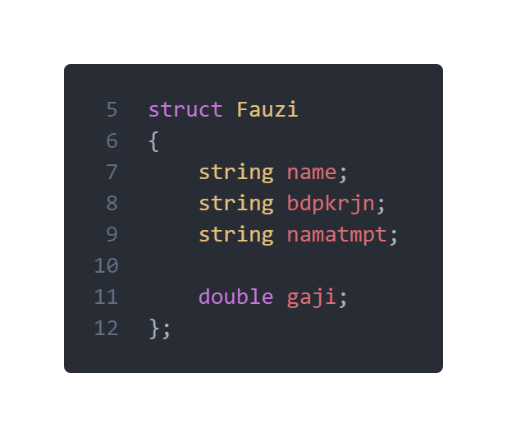 5 struct Fauzi
6 {
7 string name;
8 string bdpkrjn;
9 string namatmpt;
10
11 double gaji;
12 };